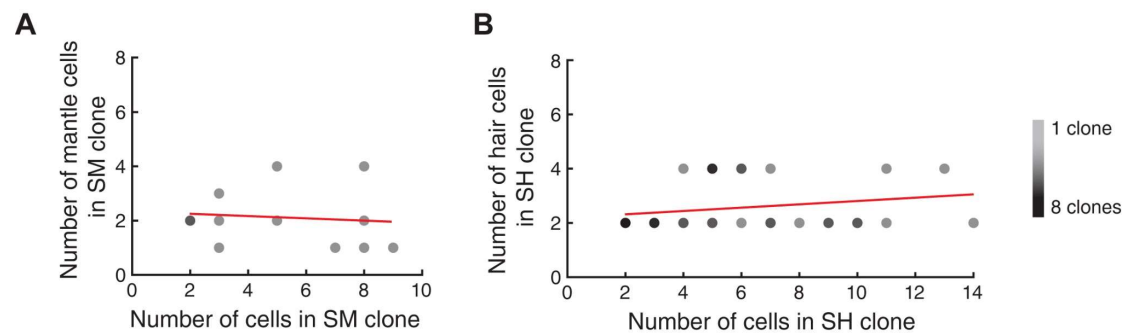 A
Number of mantle cells
in SM clone
8
6
4
2
0
0 2 4 6 8 10
Number of cells in SM clone
B
Number of hair cells
in SH clone
8
6
4
2
0
0 2 4 6 8 10 12 14
Number of cells in SH clone
1 clone
8 clones